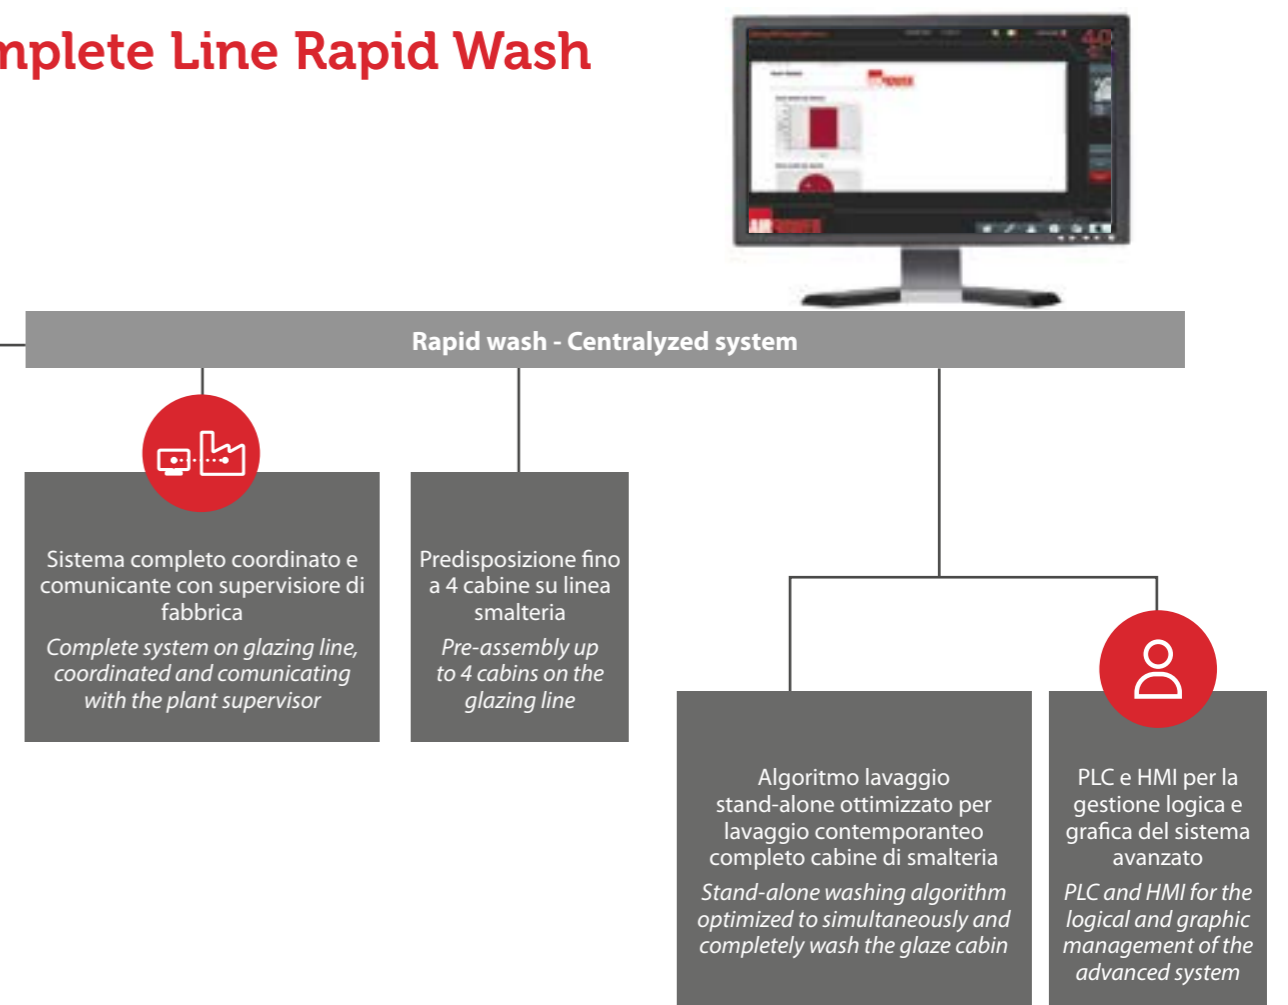 mplete Line Rapid Wash
4.0
Rapid wash - Centralyzed system
Sistema completo coordinato e
comunicante con supervisiore di
fabbrica
Complete system on glazing line,
coordinated and comunicating
with the plant supervisor
Predisposizione fino
a 4 cabine su linea
smalteria
Pre-assembly up
to 4 cabins on the
glazing line
Algoritmo lavaggio
stand-alone ottimizzato per
lavaggio contemporanteo
completo cabine di smalteria
Stand-alone washing algorithm
optimized to simultaneously and
completely wash the glaze cabin
PLC e HMI per la
gestione logica e
grafica del sistema
avanzato
PLC and HMI for the
logical and graphic
management of the
advanced system